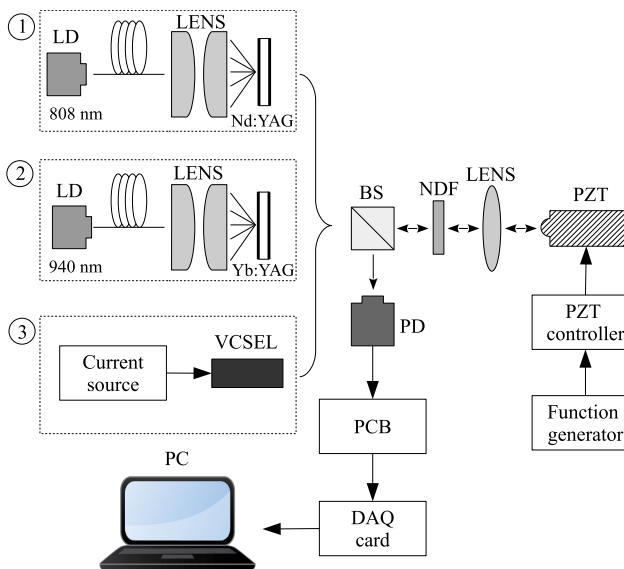 1
LD
LENS
808 nm
Nd:YAG
2
LD
LENS
940 nm
Yb:YAG
3
VCSEL
Current
source
BS
NDF
LENS
PZT
PD
PZT
controller
Function
generator
PCB
DAQ
card
PC